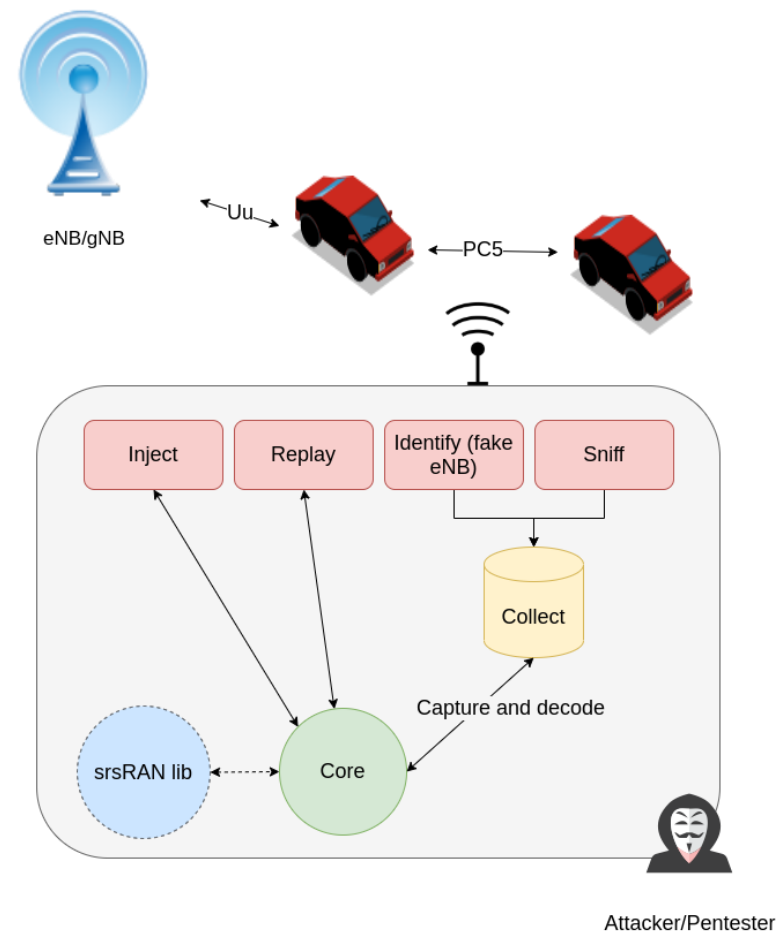 Uu
eNB/gNB
PC5
Inject
Replay
Identify (fake
eNB)
Sniff
Collect
Capture and decode
srsRAN lib
Core
Attacker/Pentester